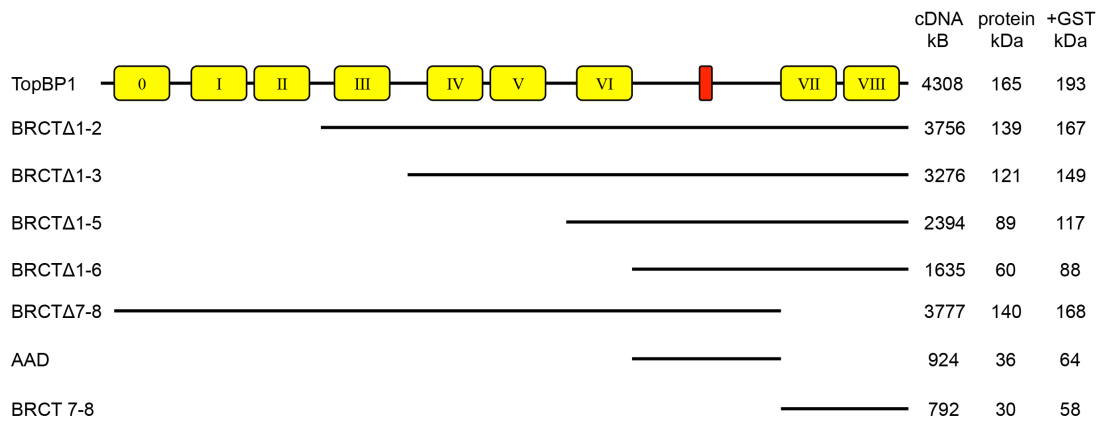 cDNA protein +GST
kB kDa kDa
TopBP1 0 I II III IV V VI VII VIII 4308 165 193
BRCTΔ1-2 3756 139 167
BRCTΔ1-3 3276 121 149
BRCTΔ1-5 2394 89 117
BRCTΔ1-6 1635 60 88
BRCTΔ7-8 3777 140 168
AAD 924 36 64
BRCT 7-8 792 30 58